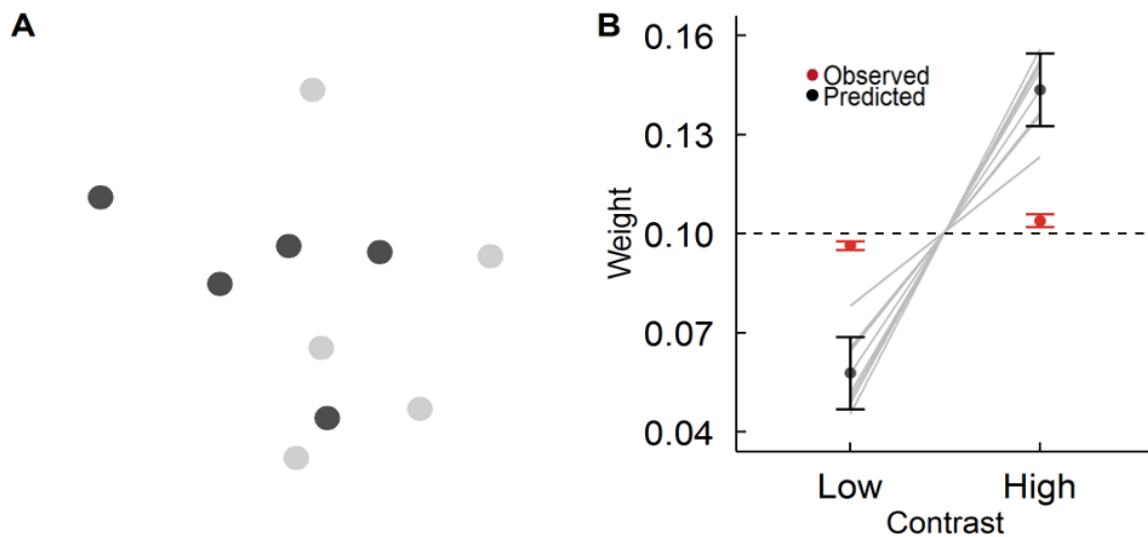 A
B
0.16
Observed
Predicted
0.13
Weight
0.10
0.07
0.04
Low
High
Contrast